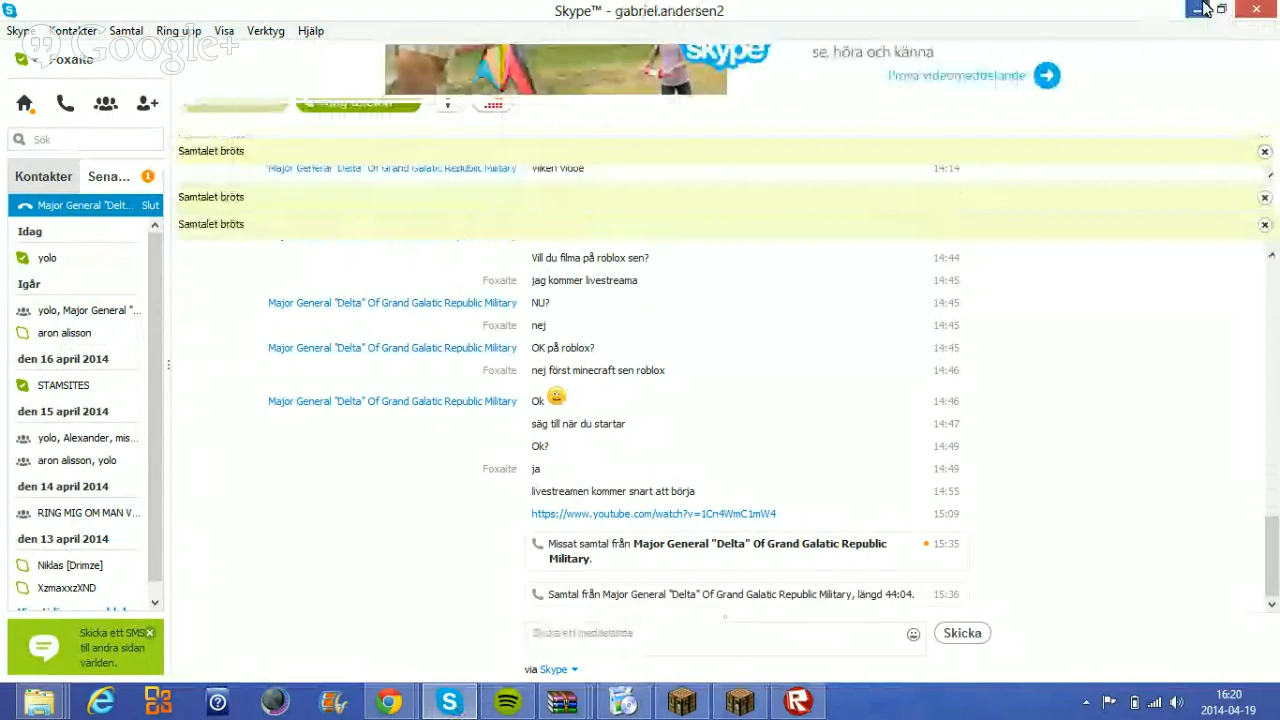 Skype™ - gabriel.andersen2
Skype Kontakter Samtal Ring upp Visa Verktyg Hjälp
Google+
Foxaite
skype
se, höra och känna
Prova videomeddelande
Sök
Kontakter Sena... 1
Major General "Delt... Slut
Idag
yolo
Igår
yolo, Major General "...
aron alisson
den 16 april 2014
STAMSITES
den 15 april 2014
yolo, Alexander, mis...
aron alisson, yolo
den 14 april 2014
RING MIG OM MAN V...
den 13 april 2014
Niklas [Drimze]
XzmaxxzXND
Skicka ett SMS
till andra sidan
världen.
Samtalet bröts
Major General "Delta" Of Grand Galatic Republic Military vilken vidoe 14:14
Samtalet bröts
Samtalet bröts
Vill du filma på roblox sen? 14:44
Foxaite jag kommer livestreama 14:45
Major General "Delta" Of Grand Galatic Republic Military NU? 14:45
Foxaite nej 14:45
Major General "Delta" Of Grand Galatic Republic Military OK på roblox? 14:45
Foxaite nej först minecraft sen roblox 14:46
Major General "Delta" Of Grand Galatic Republic Military Ok 14:46
säg till när du startar 14:47
Ok? 14:49
Foxaite ja 14:49
livestreamen kommer snart att börja 14:55
https://www.youtube.com/watch?v=1Cn4WmC1mW4 15:09
Missat samtal från Major General "Delta" Of Grand Galatic Republic 15:35
Military.
Samtal från Major General "Delta" Of Grand Galatic Republic Military, längd 44:04. 15:36
Skriva ett meddelande
Skicka
via Skype
16:20
2014-04-19